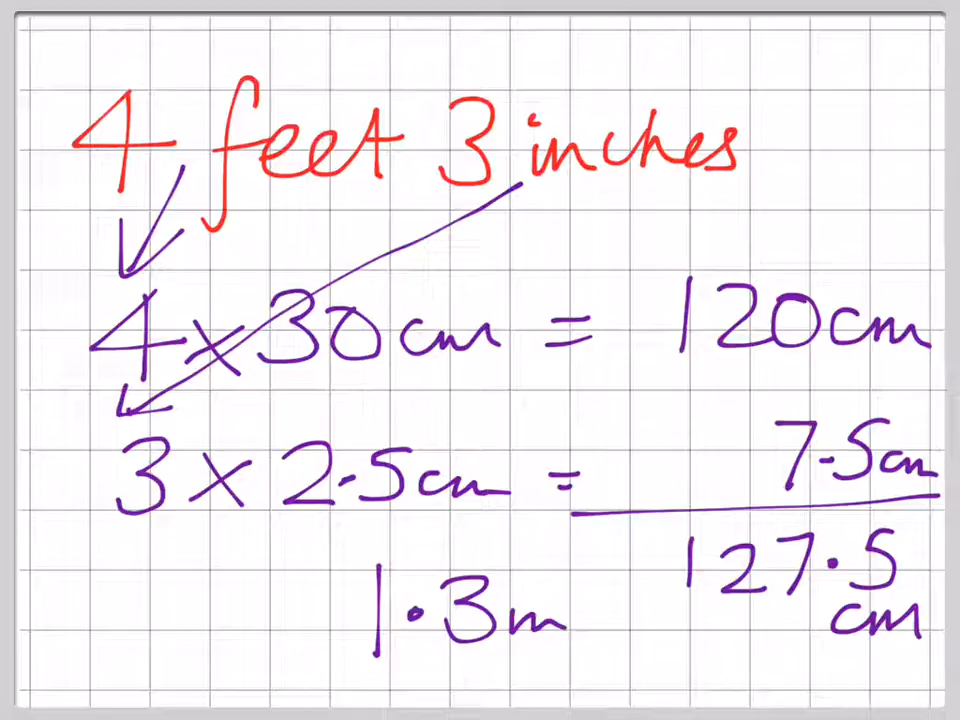 4 feet 3 inches
4 × 30 cm = 120 cm
3 × 2.5 cm = 7.5 cm
127.5
cm
1.3 m